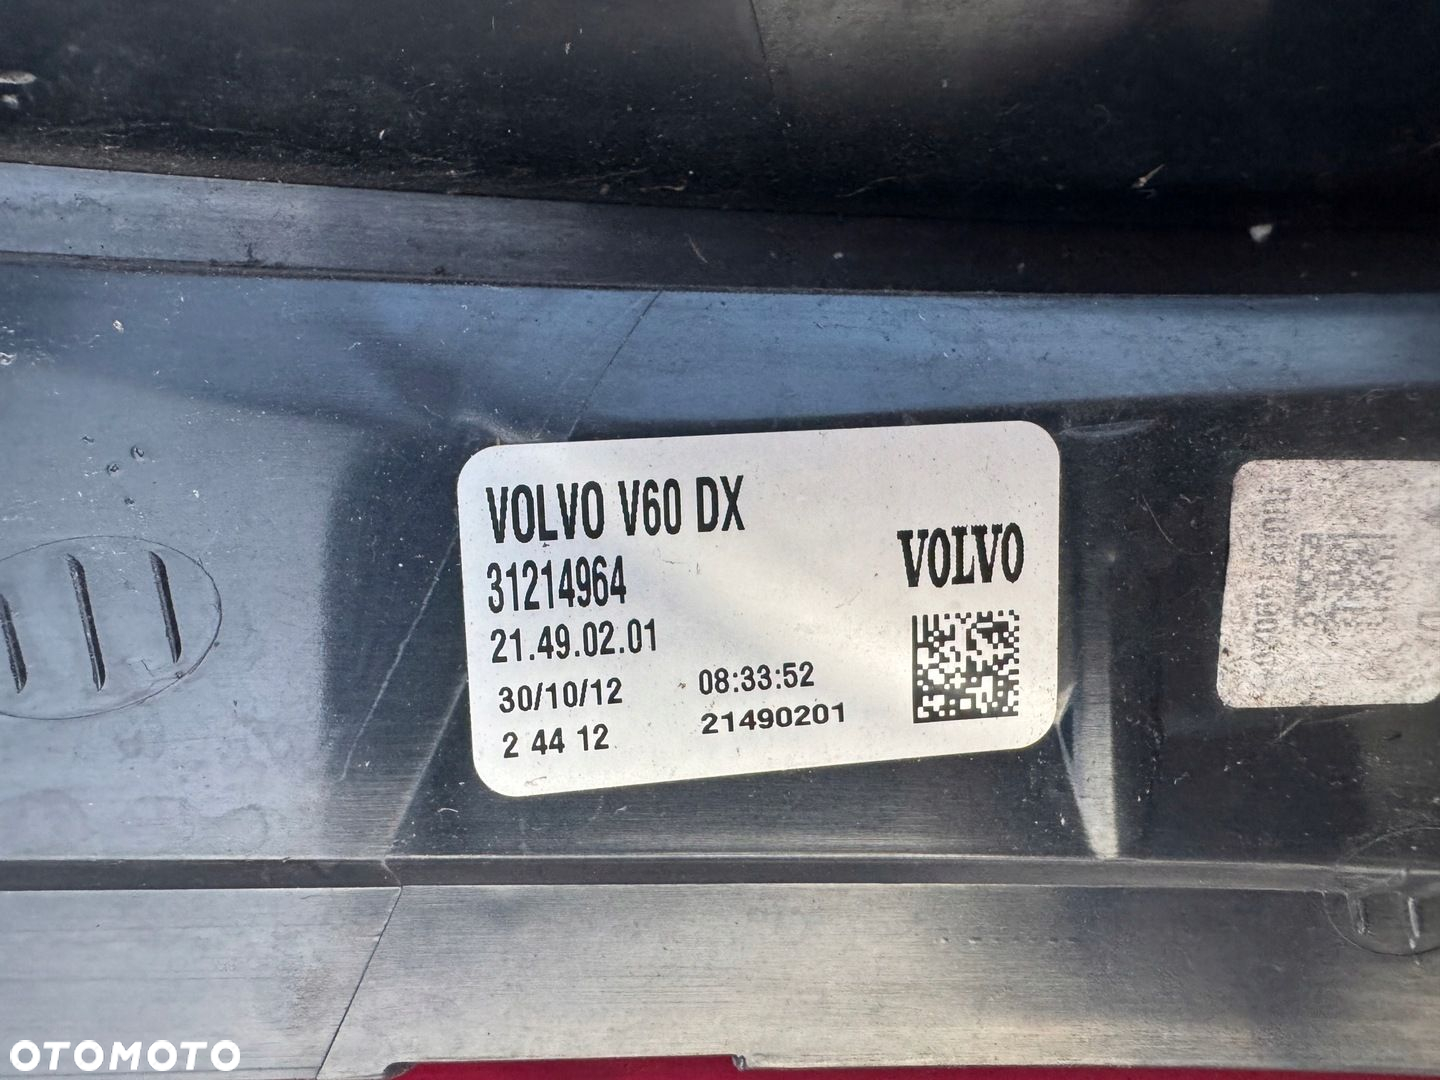 VOLVO V60 DX
31214964
VOLVO
21.49.02.01
30/10/12 08:33:52
2 44 12 21490201
OTOMOTO